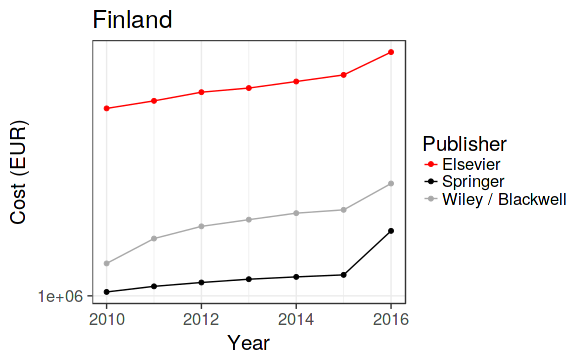 Finland
Cost (EUR)
1e+06
2010 2012 2014 2016
Year
Publisher
Elsevier
Springer
Wiley / Blackwell